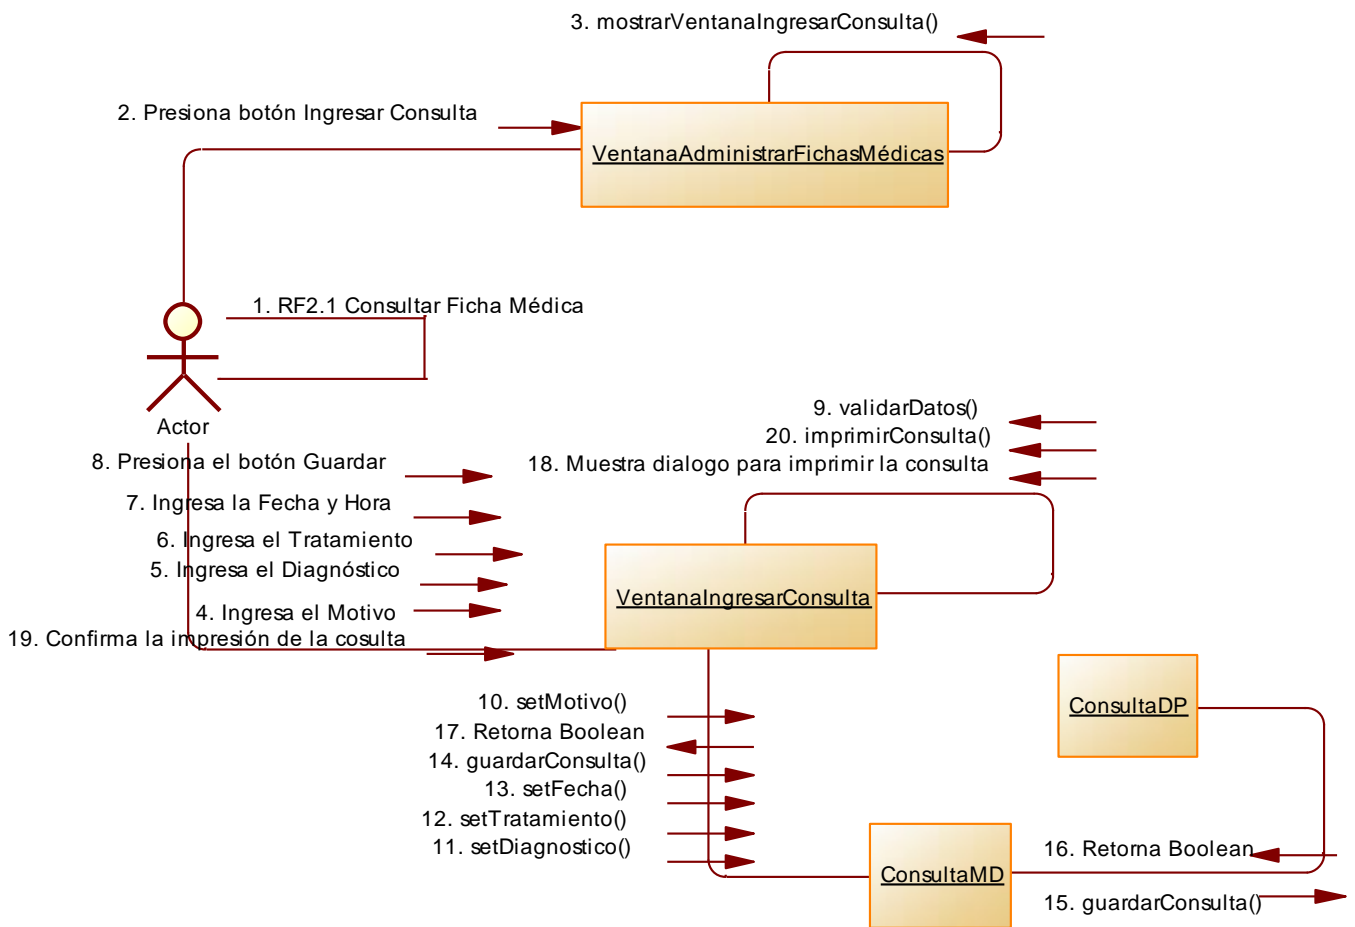 3. mostrarVentanaIngresarConsulta()
2. Presiona botón Ingresar Consulta
VentanaAdministrarFichasMédicas
1. RF2.1 Consultar Ficha Médica
Actor
9. validarDatos()
20. imprimirConsulta()
18. Muestra dialogo para imprimir la consulta
8. Presiona el botón Guardar
7. Ingresa la Fecha y Hora
6. Ingresa el Tratamiento
5. Ingresa el Diagnóstico
4. Ingresa el Motivo
19. Confirma la impresión de la cosulta
VentanaIngresarConsulta
10. setMotivo()
17. Retorna Boolean
14. guardarConsulta()
13. setFecha()
12. setTratamiento()
11. setDiagnostico()
ConsultaDP
ConsultaMD
16. Retorna Boolean
15. guardarConsulta()